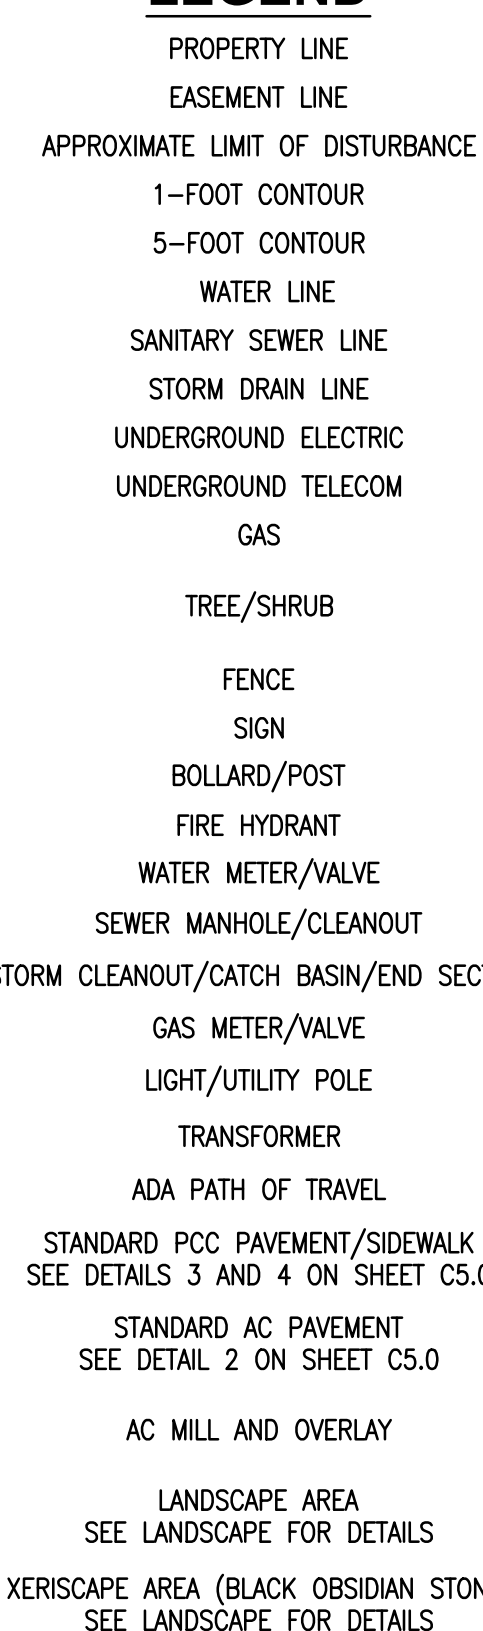 LEGEND
PROPERTY LINE
EASEMENT LINE
APPROXIMATE LIMIT OF DISTURBANCE
1-FOOT CONTOUR
5-FOOT CONTOUR
WATER LINE
SANITARY SEWER LINE
STORM DRAIN LINE
UNDERGROUND ELECTRIC
UNDERGROUND TELECOM
GAS
TREE/SHRUB
FENCE
SIGN
BOLLARD/POST
FIRE HYDRANT
WATER METER/VALVE
SEWER MANHOLE/CLEANOUT
STORM CLEANOUT/CATCH BASIN/END
GAS METER/VALVE
LIGHT/UTILITY POLE
TRANSFORMER
ADA PATH OF TRAVEL
STANDARD PCC PAVEMENT/SIDEWALK
SEE DETAILS 3 AND 4 ON SHEET C5.0
STANDARD AC PAVEMENT
SEE DETAIL 2 ON SHEET C5.0
AC MILL AND OVERLAY
LANDSCAPE AREA
SEE LANDSCAPE FOR DETAILS
XERISCAPE AREA (BLACK OBSIDIAN
SEE LANDSCAPE FOR DETAILS